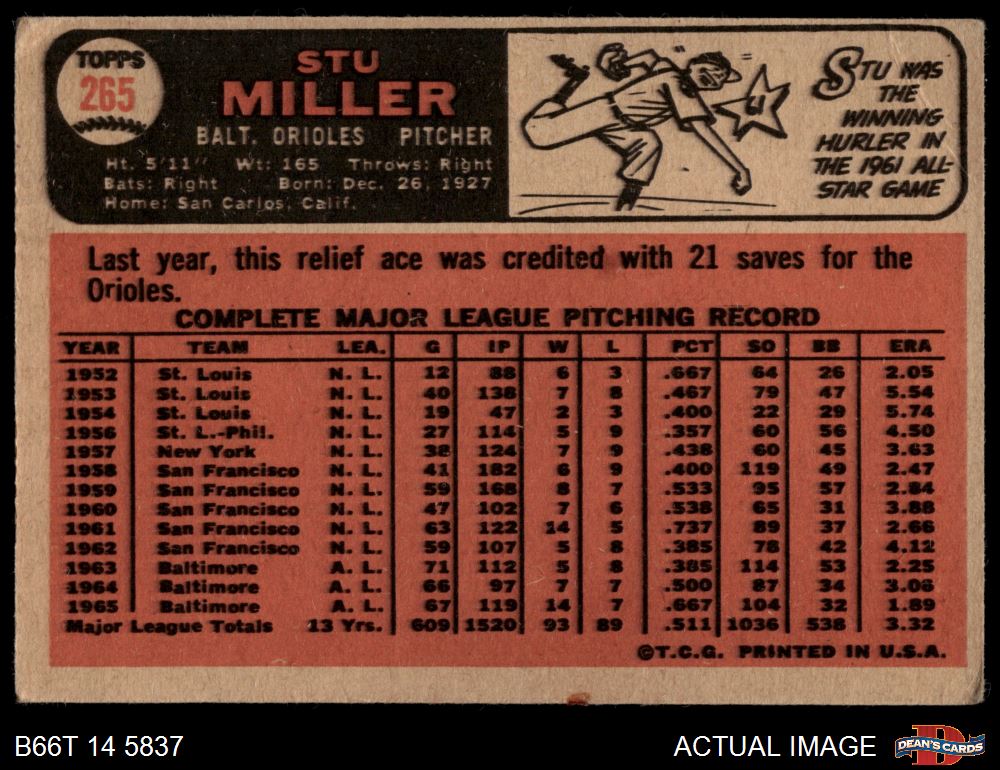 TOPPS
265
STU
MILLER
BALT. ORIOLES PITCHER
Ht. 5'11" Wt: 165 Throws: Right
Bats: Right Born: Dec. 26, 1927
Home: San Carlos, Calif.
4
STU WAS
THE
WINNING
HURLER IN
THE 1961 ALL-
STAR GAME
Last year, this relief ace was credited with 21 saves for the
Orioles.
COMPLETE MAJOR LEAGUE PITCHING RECORD
YEAR TEAM LEA. G IP W L PCT SO BB ERA
1952 St. Louis N. L. 12 88 6 3 .667 64 26 2.05
1953 St. Louis N. L. 40 138 7 8 .467 79 47 5.54
1954 St. Louis N. L. 19 47 2 3 .400 22 29 5.74
1956 St. L.-Phil. N. L. 27 114 5 9 .357 60 56 4.50
1957 New York N. L. 38 124 7 9 .438 60 45 3.63
1958 San Francisco N. L. 41 182 6 9 .400 119 49 2.47
1959 San Francisco N. L. 59 168 8 7 .533 95 57 2.84
1960 San Francisco N. L. 47 102 7 6 .538 65 31 3.88
1961 San Francisco N. L. 63 122 14 5 .737 89 37 2.66
1962 San Francisco N. L. 59 107 5 8 .385 78 42 4.12
1963 Baltimore A. L. 71 112 5 8 .385 114 53 2.25
1964 Baltimore A. L. 66 97 7 7 .500 87 34 3.06
1965 Baltimore A. L. 67 119 14 7 .667 104 32 1.89
Major League Totals 13 Yrs. 609 1520 93 89 .511 1036 538 3.32
©T.C.G. PRINTED IN U.S.A.
B66T 14 5837
ACTUAL IMAGE
D
DEAN'S CARDS